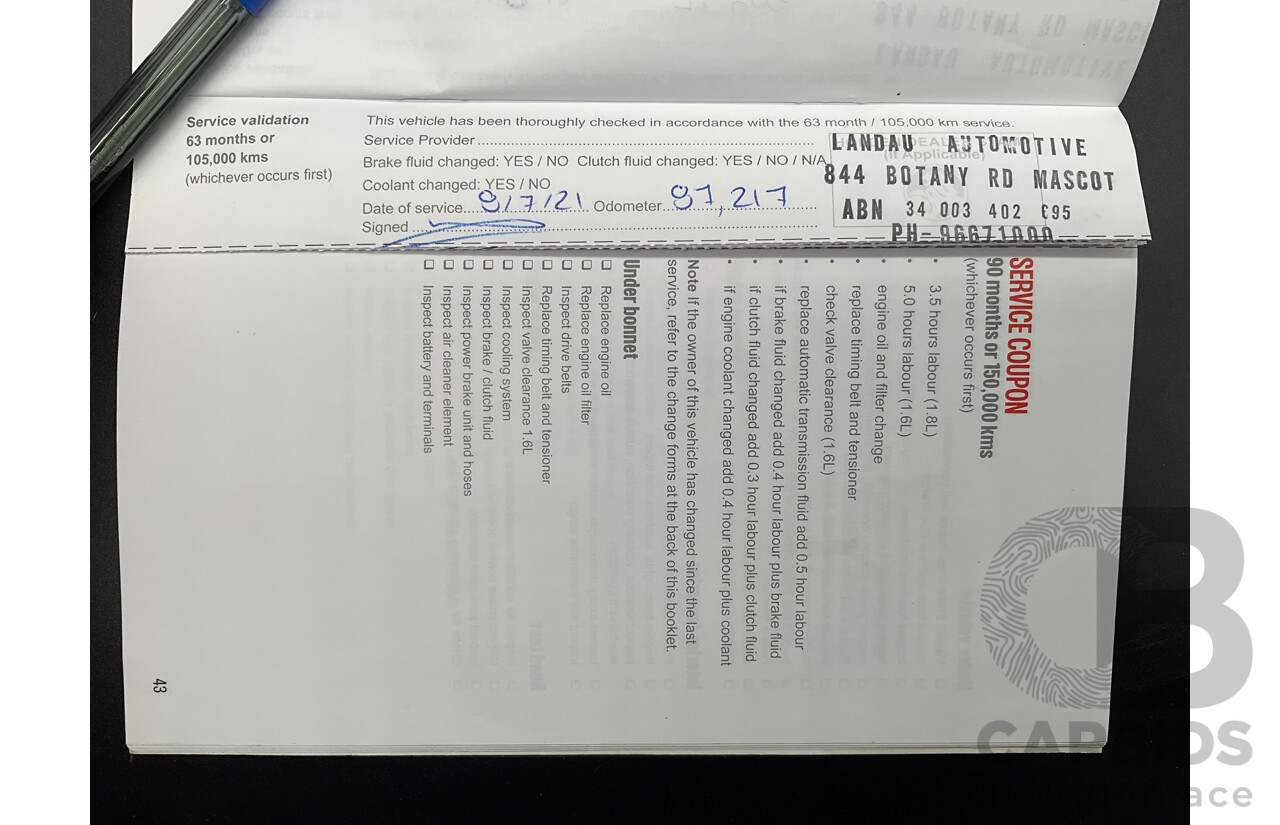 Service validation
63 months or
105,000 kms
(whichever occurs first)
This vehicle has been thoroughly checked in accordance with the 63 month / 105,000 km service.
Service Provider
Brake fluid changed: YES / NO Clutch fluid changed: YES / NO / N/A
Coolant changed: YES / NO
Date of service 8/7/21 Odometer 97,217
Signed
(If Applicable)
LANDAU AUTOMOTIVE
844 BOTANY RD MASCOT
ABN 34 003 402 695
PH- 96671000
SERVICE COUPON
90 months or 150,000 kms
(whichever occurs first)
• 3.5 hours labour (1.8L)
• 5.0 hours labour (1.6L)
• engine oil and filter change
• replace timing belt and tensioner
• check valve clearance (1.6L)
• replace automatic transmission fluid add 0.5 hour labour
• if brake fluid changed add 0.4 hour labour plus brake fluid
• if clutch fluid changed add 0.3 hour labour plus clutch fluid
• if engine coolant changed add 0.4 hour labour plus coolant
Note If the owner of this vehicle has changed since the last
service, refer to the change forms at the back of this booklet.
Under bonnet
☐ Replace engine oil
☐ Replace engine oil filter
☐ Inspect drive belts
☐ Replace timing belt and tensioner
☐ Inspect valve clearance 1.6L
☐ Inspect cooling system
☐ Inspect brake / clutch fluid
☐ Inspect power brake unit and hoses
☐ Inspect air cleaner element
☐ Inspect battery and terminals
43